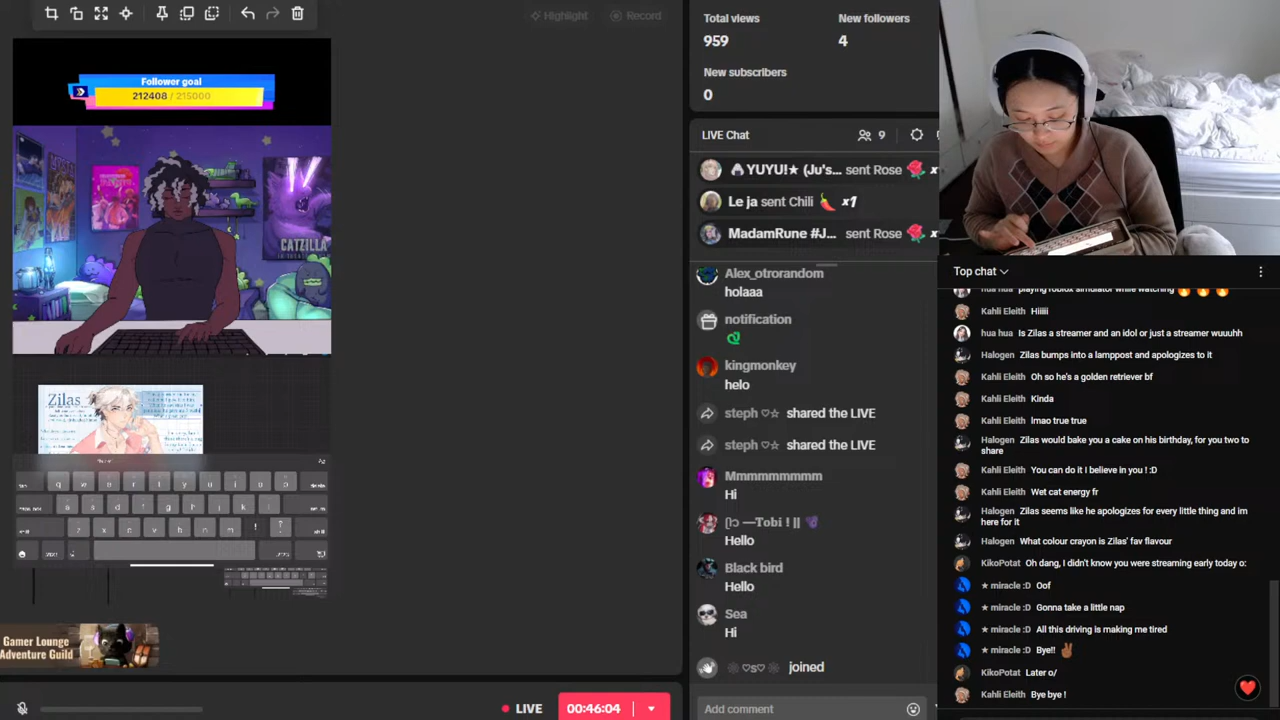 Highlight
Record
Follower goal
212408 / 215000
CATZILLA
Zilas
q w e r t y u i o p
a s d f g h j k l
z x c v b n m ! ?
Gamer Lounge
Adventure Guild
LIVE
00:46:04
Total views
959
New followers
4
New subscribers
0
LIVE Chat
9
YUYU!★ (Ju's... sent Rose x
Le ja sent Chili x1
MadamRune #J... sent Rose x
Alex_otrorandom
holaaa
notification
kingmonkey
helo
steph ♡☆ shared the LIVE
steph ♡☆ shared the LIVE
Mmmmmmmmm
Hi
Tobi ! ||
Hello
Black bird
Hello
Sea
Hi
♡s♡ joined
Add comment
Top chat
hua hua playing roblox simulator while watching 🔥 🔥 🔥
Kahli Eleith Hiiiii
hua hua Is Zilas a streamer and an idol or just a streamer wuuuhh
Halogen Zilas bumps into a lamppost and apologizes to it
Kahli Eleith Oh so he's a golden retriever bf
Kahli Eleith Kinda
Kahli Eleith lmao true true
Halogen Zilas would bake you a cake on his birthday, for you two to
share
Kahli Eleith You can do it I believe in you ! :D
Kahli Eleith Wet cat energy fr
Halogen Zilas seems like he apologizes for every little thing and im
here for it
Halogen What colour crayon is Zilas' fav flavour
KikoPotat Oh dang, I didn't know you were streaming early today o:
★ miracle :D Oof
★ miracle :D Gonna take a little nap
★ miracle :D All this driving is making me tired
★ miracle :D Bye!! ✌🏾
KikoPotat Later o/
Kahli Eleith Bye bye !